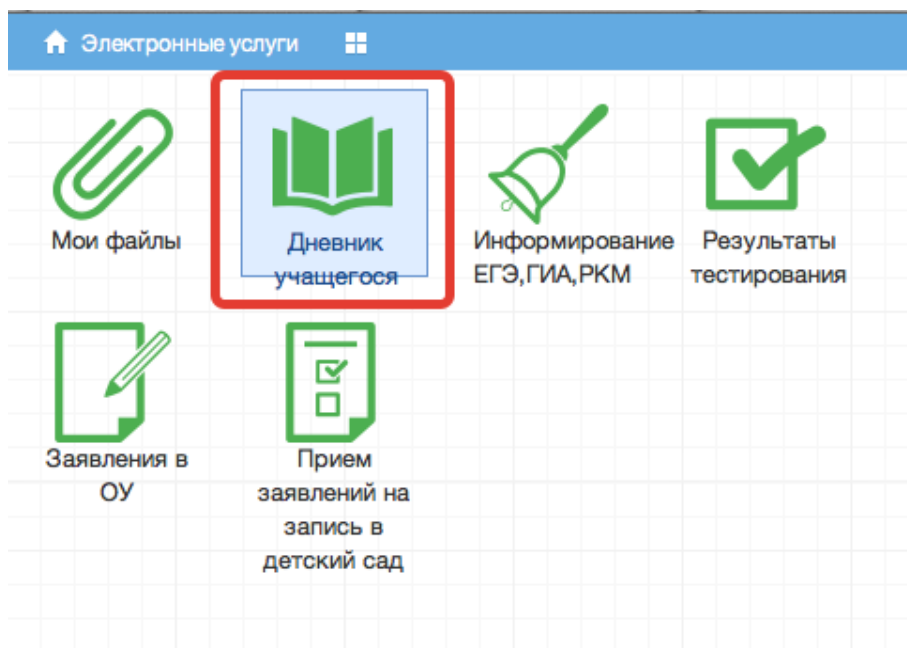 Электронные услуги
Мои файлы
Дневник
учащегося
Информирование
ЕГЭ,ГИА,РКМ
Результаты
тестирования
Заявления в
ОУ
Прием
заявлений на
запись в
детский сад